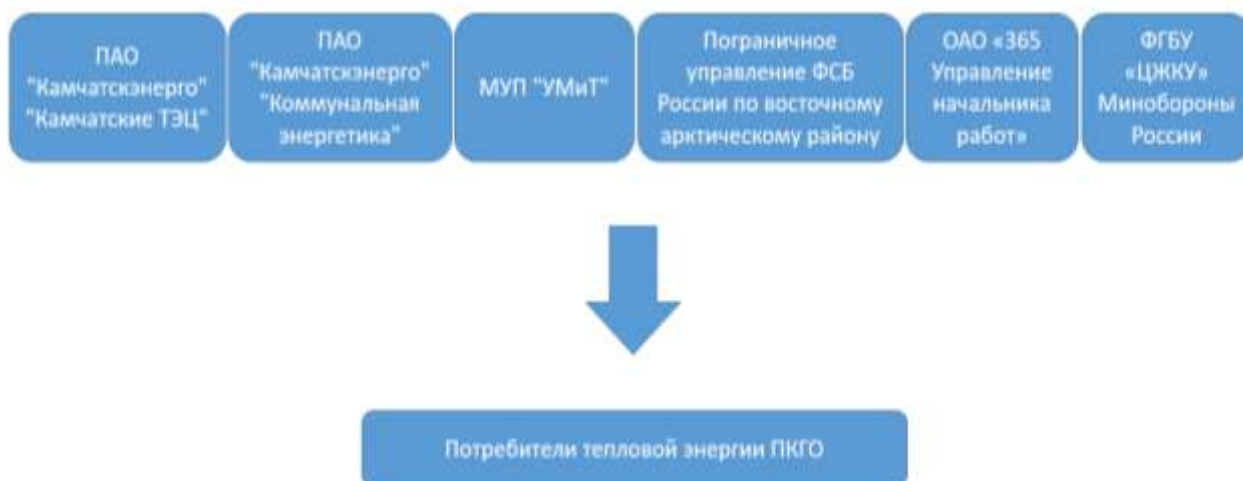 ПАО
"Камчатскэнерго"
"Камчатские ТЭЦ"
ПАО
"Камчатскэнерго"
"Коммунальная
энергетика"
МУП "УМиТ"
Пограничное
управление ФСБ
России по восточному
арктическому району
ОАО «365
Управление
начальника
работ»
ФГБУ
«ЦЖКУ»
Минобороны
России
Потребители тепловой энергии ПКГО